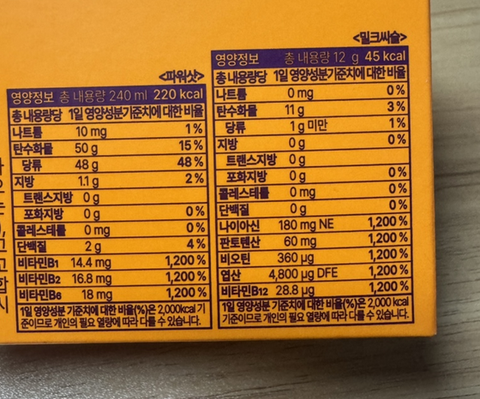 <파워샷>
영양정보 총 내용량 240 ml 220 kcal
총 내용량당 1일 영양성분기준치에 대한 비율
나트륨 10 mg 1 %
탄수화물 50 g 15 %
당류 48 g 48 %
지방 1.1 g 2 %
트랜스지방 0 g
포화지방 0 g 0 %
콜레스테롤 0 mg 0 %
단백질 2 g 4 %
비타민B1 14.4 mg 1,200 %
비타민B2 16.8 mg 1,200 %
비타민B6 18 mg 1,200 %
1일 영양성분 기준치에 대한 비율(%)은 2,000kcal 기
준이므로 개인의 필요 열량에 따라 다를 수 있습니다.
<밀크씨슬>
영양정보 총 내용량 12 g 45 kcal
총 내용량당 1일 영양성분기준치에 대한 비율
나트륨 0 mg 0 %
탄수화물 11 g 3 %
당류 1 g 미만 1 %
지방 0 g 0 %
트랜스지방 0 g
포화지방 0 g 0 %
콜레스테롤 0 mg 0 %
단백질 0 g 0 %
나이아신 180 mg NE 1,200 %
판토텐산 60 mg 1,200 %
비오틴 360 μg 1,200 %
엽산 4,800 μg DFE 1,200 %
비타민B12 28.8 μg 1,200 %
1일 영양성분 기준치에 대한 비율(%)은 2,000 kcal
기준이므로 개인의 필요 열량에 따라 다를 수 있습니다.